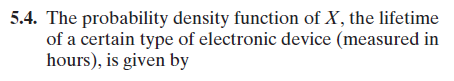 5.4. The probability density function of X, the lifetime
of a certain type of electronic device (measured in
hours), is given by